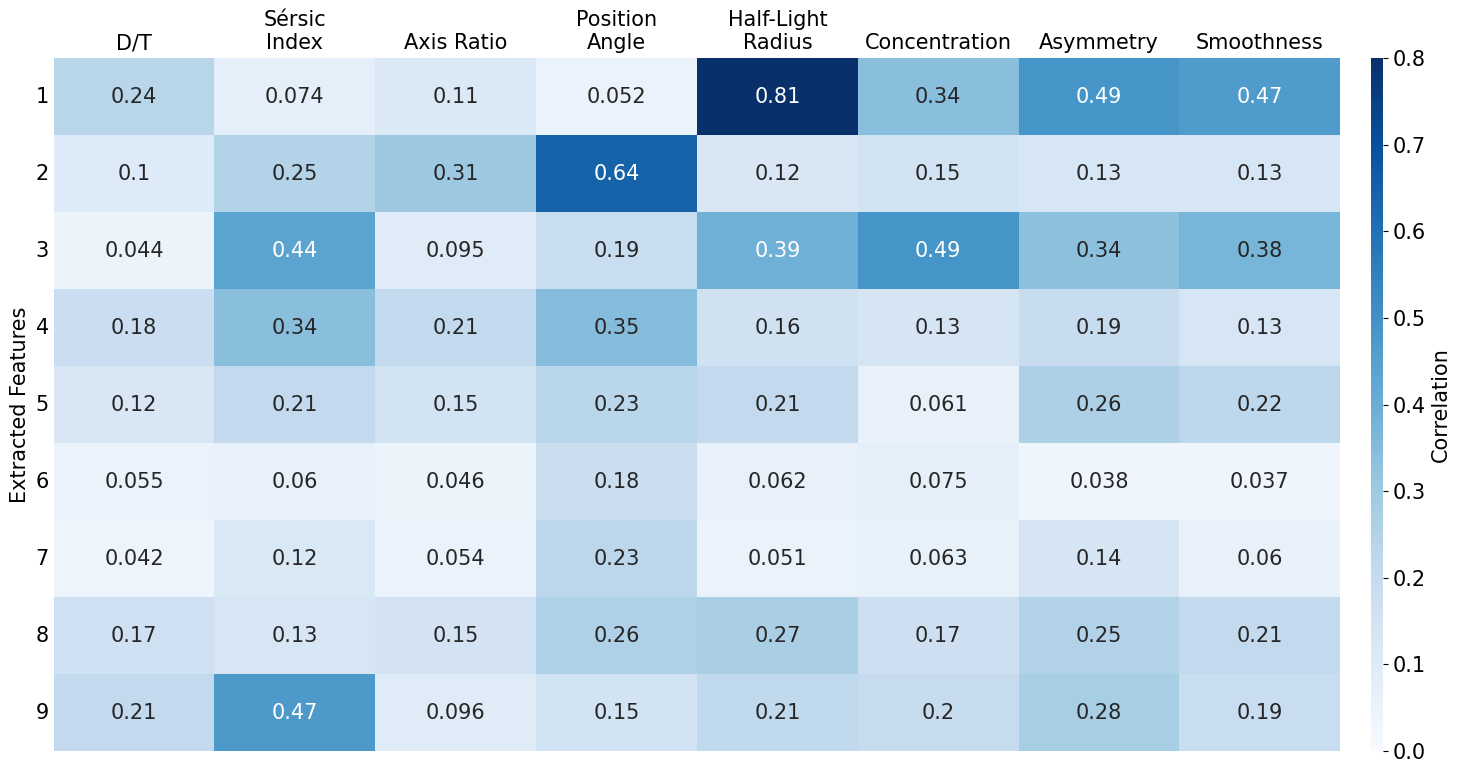 Sérsic Position Half-Light
D/T Index Axis Ratio Angle Radius Concentration Asymmetry Smoothness
1 0.24 0.074 0.11 0.052 0.81 0.34 0.49 0.47
2 0.1 0.25 0.31 0.64 0.12 0.15 0.13 0.13
3 0.044 0.44 0.095 0.19 0.39 0.49 0.34 0.38
4 0.18 0.34 0.21 0.35 0.16 0.13 0.19 0.13
5 0.12 0.21 0.15 0.23 0.21 0.061 0.26 0.22
6 0.055 0.06 0.046 0.18 0.062 0.075 0.038 0.037
7 0.042 0.12 0.054 0.23 0.051 0.063 0.14 0.06
8 0.17 0.13 0.15 0.26 0.27 0.17 0.25 0.21
9 0.21 0.47 0.096 0.15 0.21 0.2 0.28 0.19
Extracted Features
0.8
0.7
0.6
0.5
0.4
0.3
0.2
0.1
0.0
Correlation